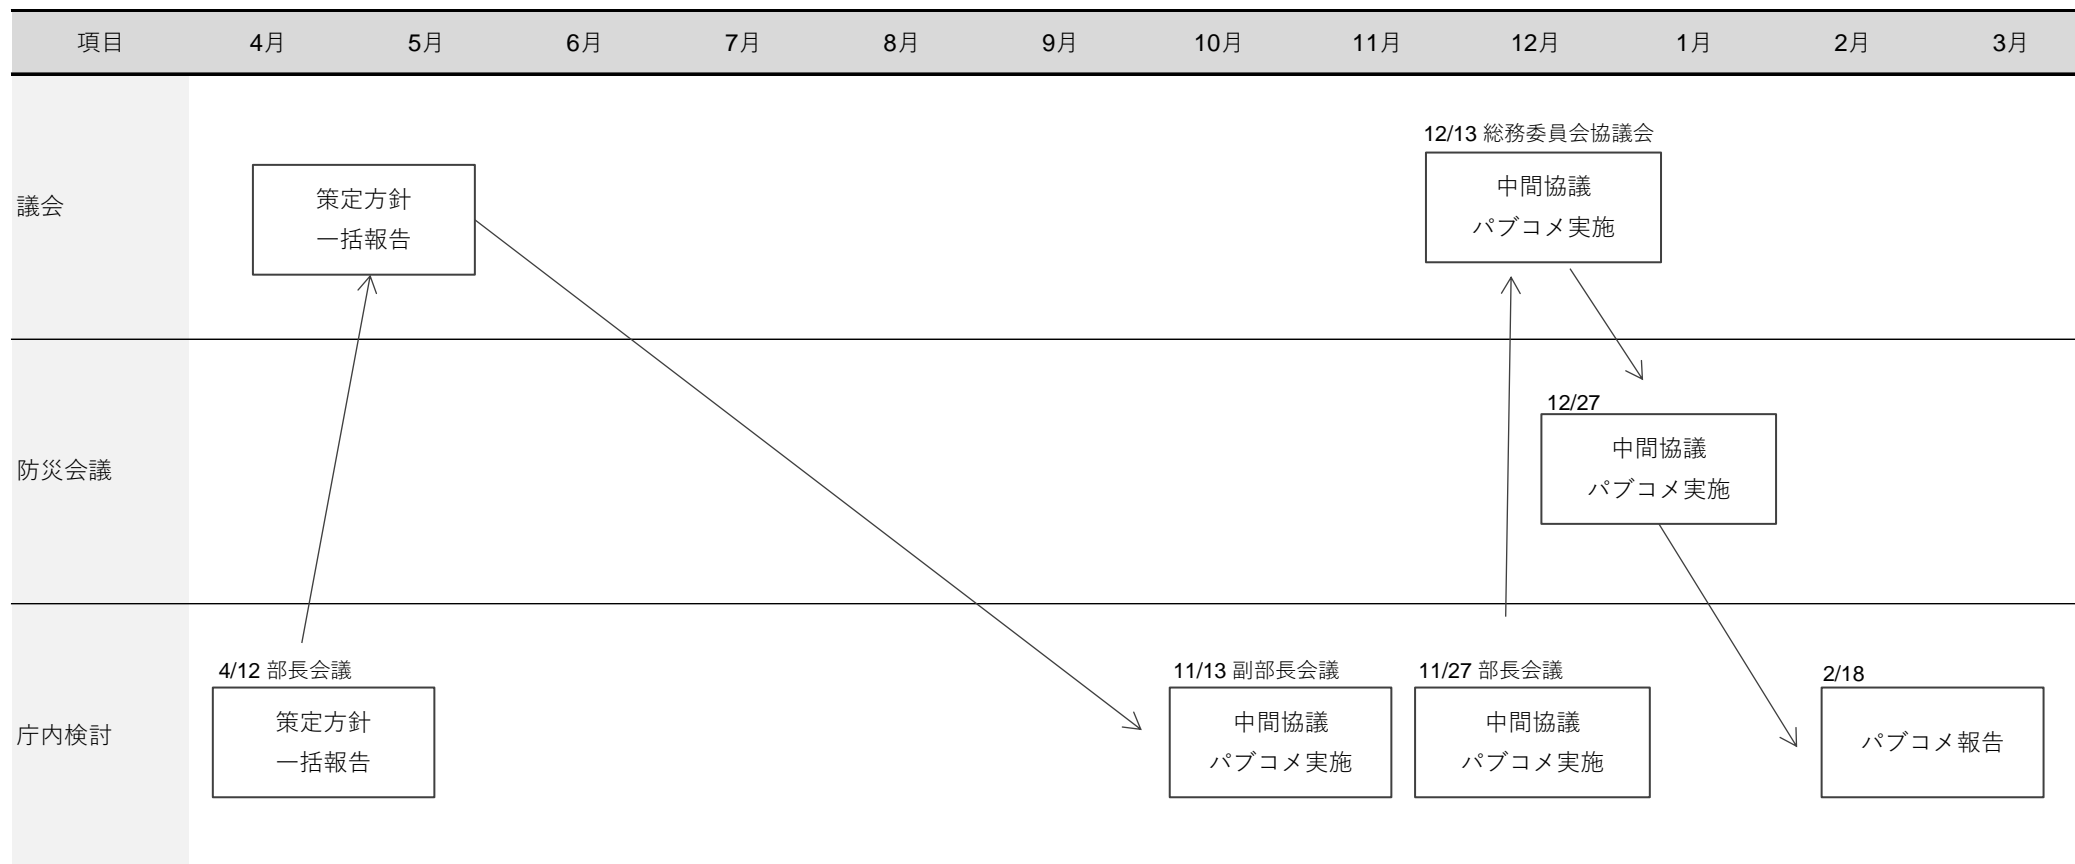 項目 4月 5月 6月 7月 8月 9月 10月 11月 12月 1月 2月 3月
議会
策定方針
一括報告
12/13 総務委員会協議会
中間協議
パブコメ実施
防災会議
12/27
中間協議
パブコメ実施
庁内検討
4/12 部長会議
策定方針
一括報告
11/13 副部長会議
中間協議
パブコメ実施
11/27 部長会議
中間協議
パブコメ実施
2/18
パブコメ報告